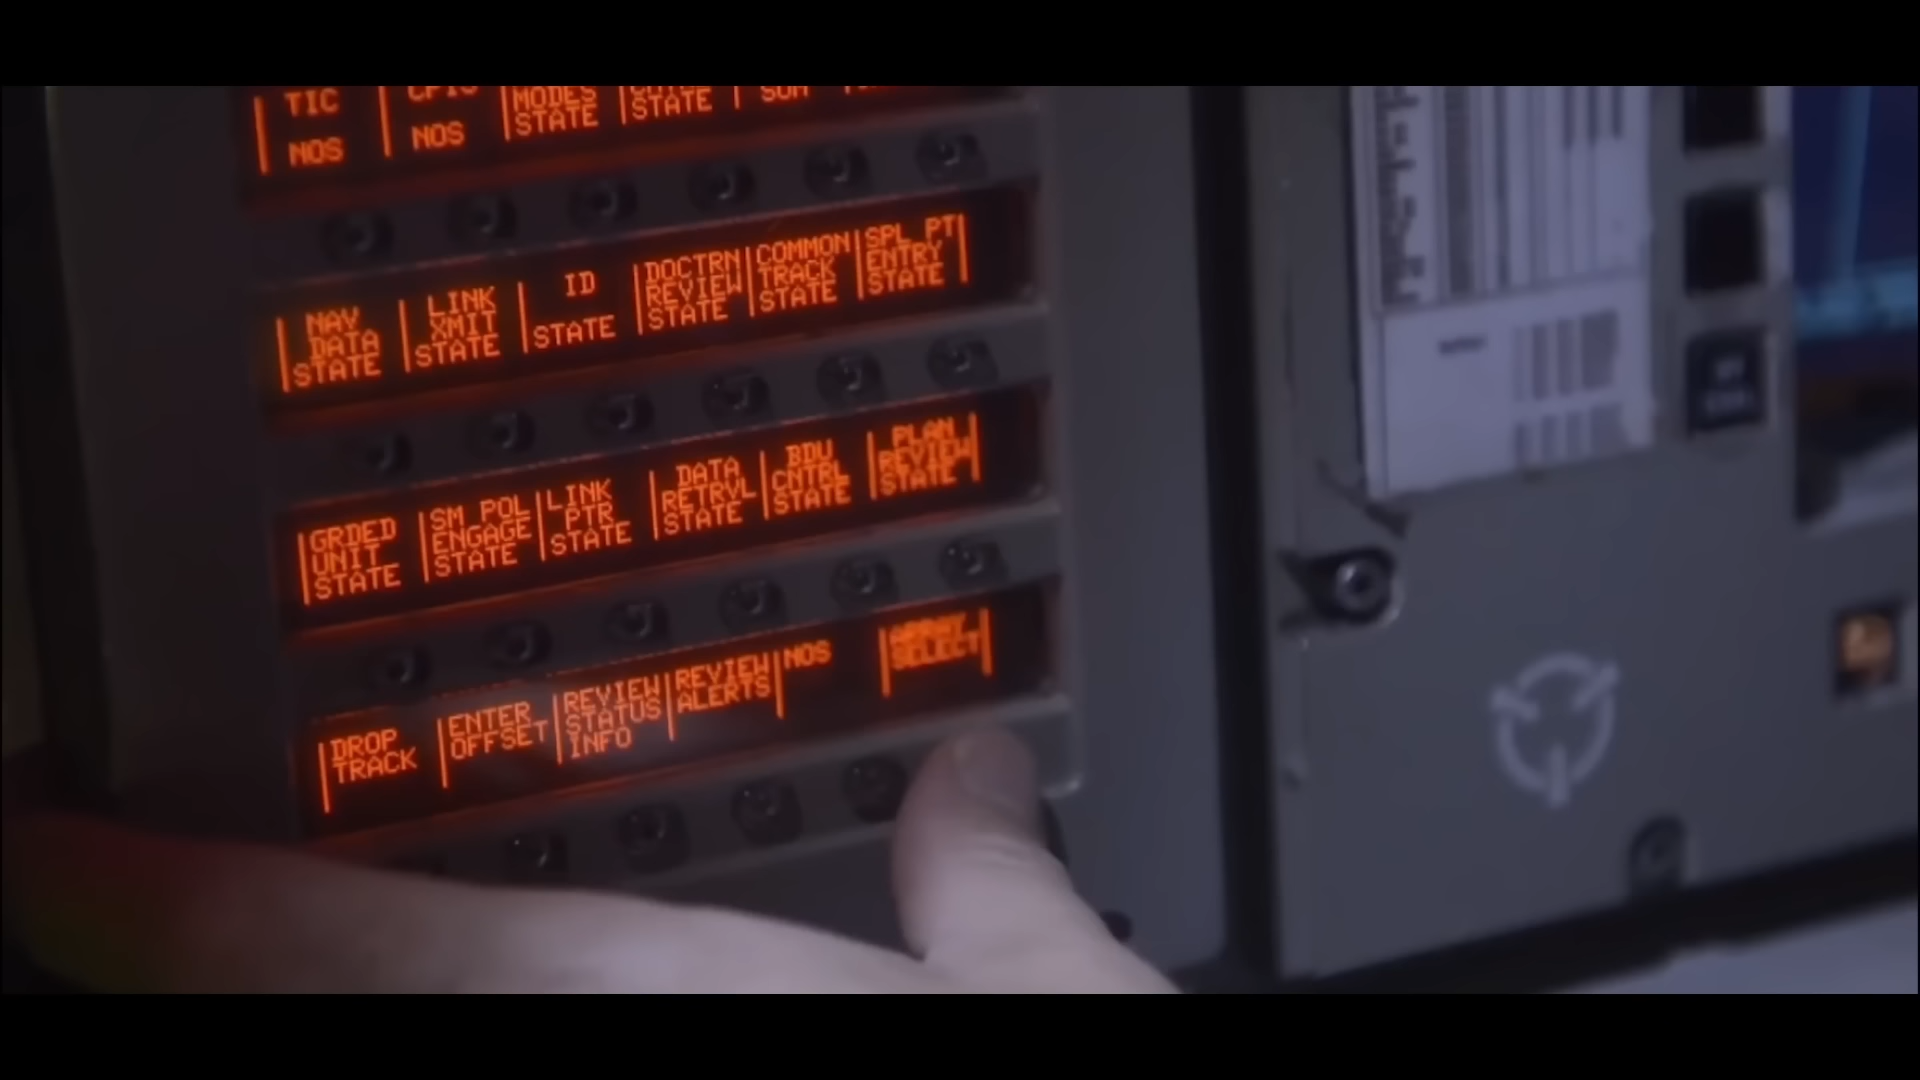 TIC
NOS
NOS
MODES
STATE
STATE
NAV
DATA
STATE
LINK
XMIT
STATE
ID
STATE
DOCTRN
REVIEW
STATE
COMMON
TRACK
STATE
SPL PT
ENTRY
STATE
GRDED
UNIT
STATE
SM POL
ENGAGE
STATE
LINK
PTR
STATE
DATA
RETRVL
STATE
BDU
CNTRL
STATE
PLAN
REVIEW
STATE
DROP
TRACK
ENTER
OFFSET
REVIEW
STATUS
INFO
REVIEW
ALERTS
NOS
ARRAY
SELECT